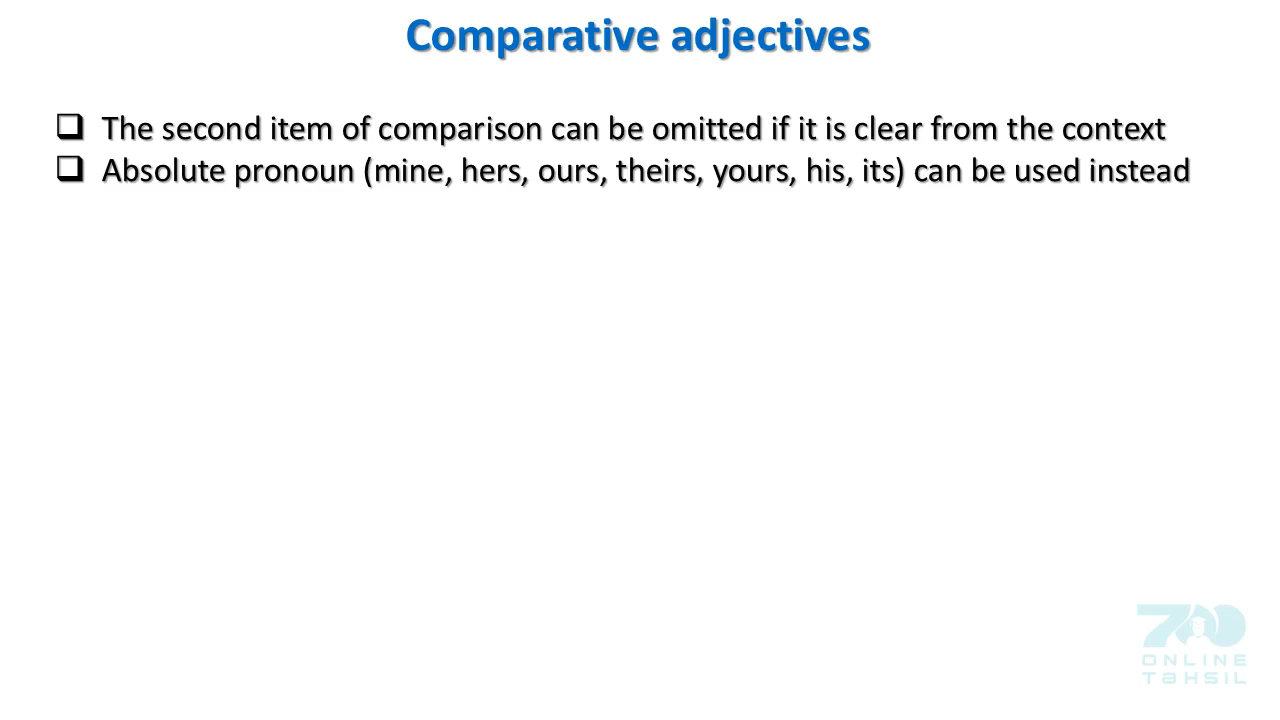 Comparative adjectives
❑ The second item of comparison can be omitted if it is clear from the context
❑ Absolute pronoun (mine, hers, ours, theirs, yours, his, its) can be used instead
700
ONLINE
TəHSIL